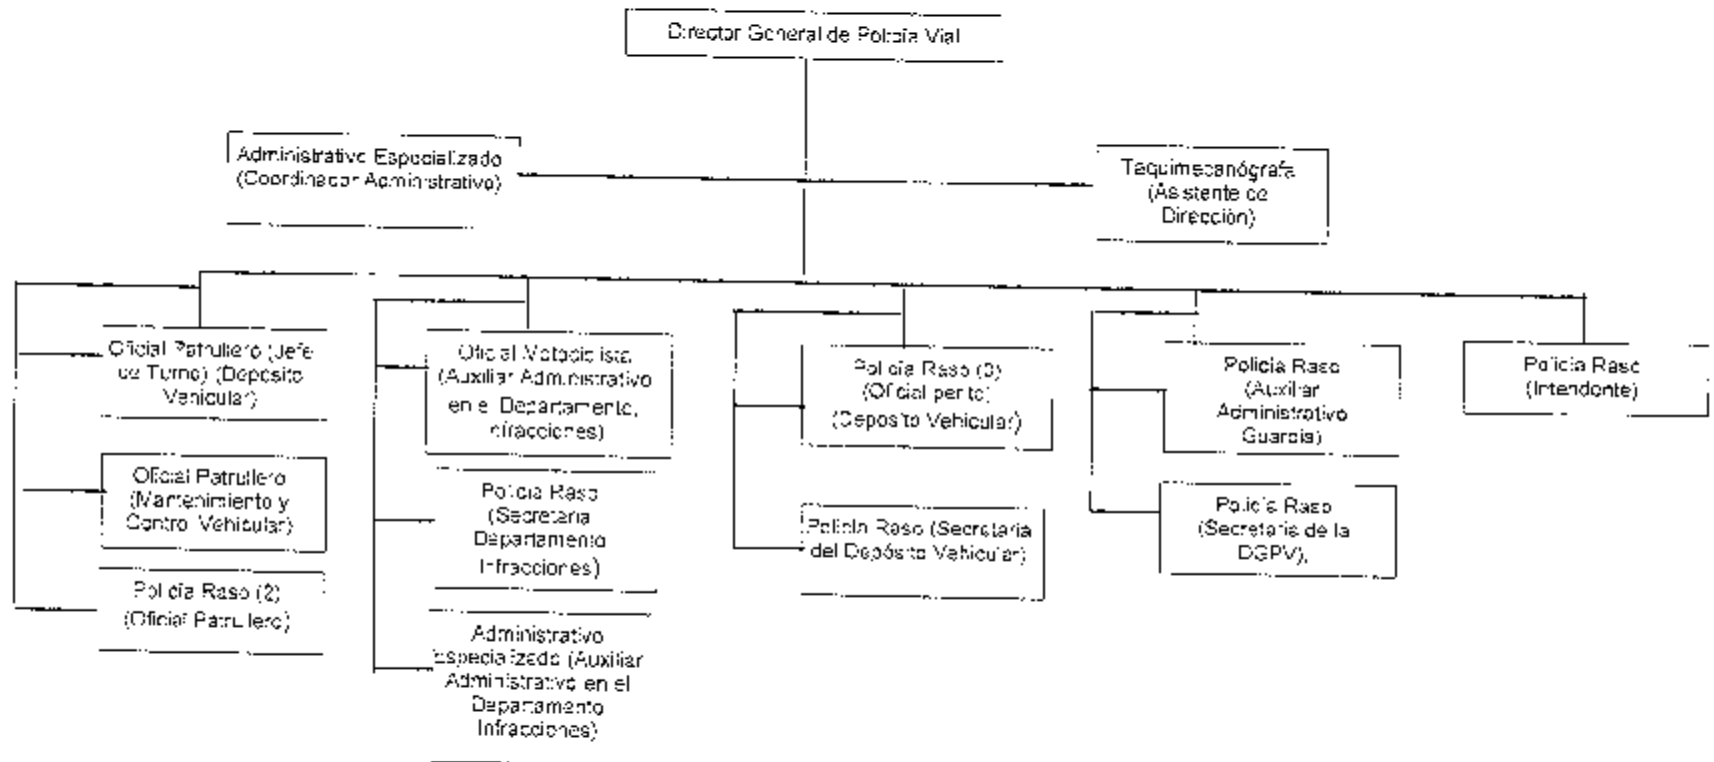 Director General de Policía Vial
Administrativo Especializado
(Coordinador Administrativo)
Taquimecanógrafa
(Asistente de
Dirección)
Oficial Patrullero (Jefe
de Turno) (Depósito
Vehicular)
Oficial Patrullero
(Mantenimiento y
Control Vehicular)
Policía Raso (2)
(Oficial Patrullero)
Oficial Motociclista
(Auxiliar Administrativo
en el Departamento,
infracciones)
Policía Raso
(Secretaria
Departamento
Infracciones)
Administrativo
Especializado (Auxiliar
Administrativo en el
Departamento
Infracciones)
Policía Raso
(Oficial perito)
(Depósito Vehicular)
Policía Raso (Secretaria
del Depósito Vehicular)
Policía Raso
(Auxiliar
Administrativo
Guardia)
Policía Raso
(Secretaria de la
DGPV).
Policía Raso
(Intendente)